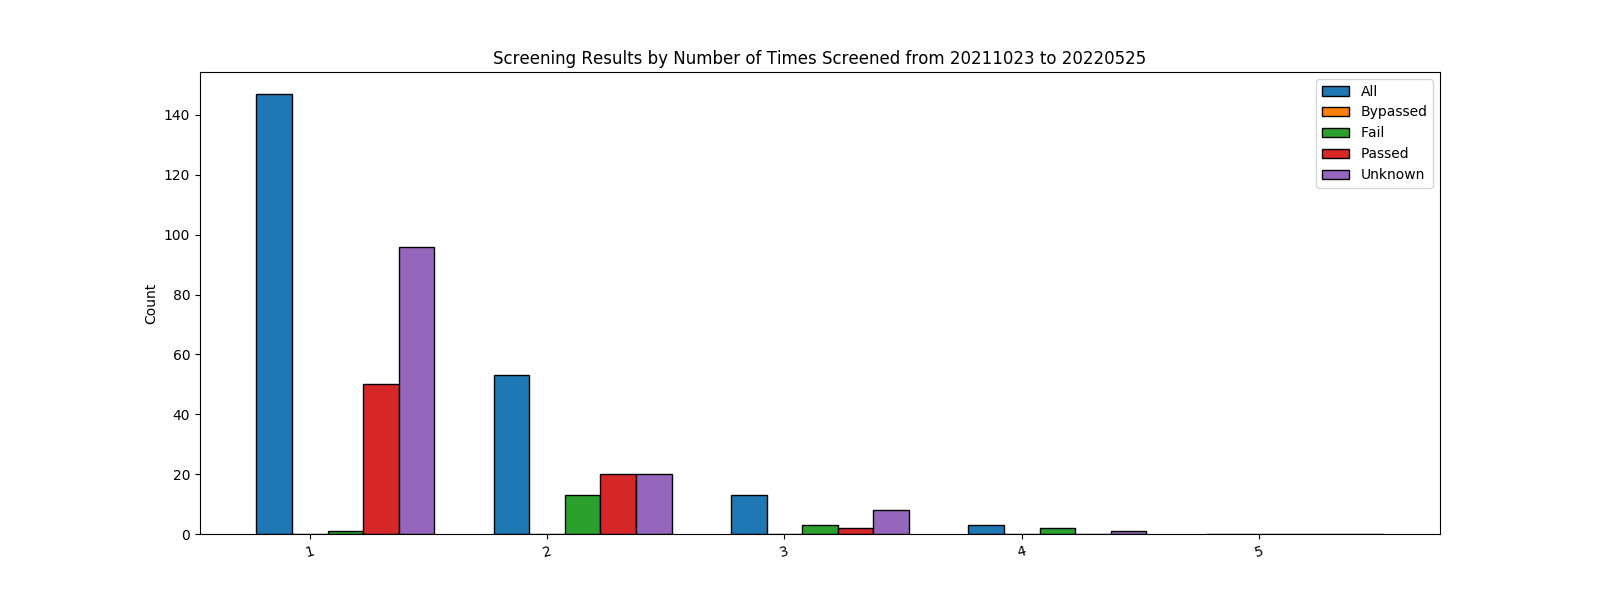 Screening Results by Number of Times Screened from 20211023 to 20220525
All
Bypassed
Fail
Passed
Unknown
Count
140
120
100
80
60
40
20
0
1
2
3
4
5